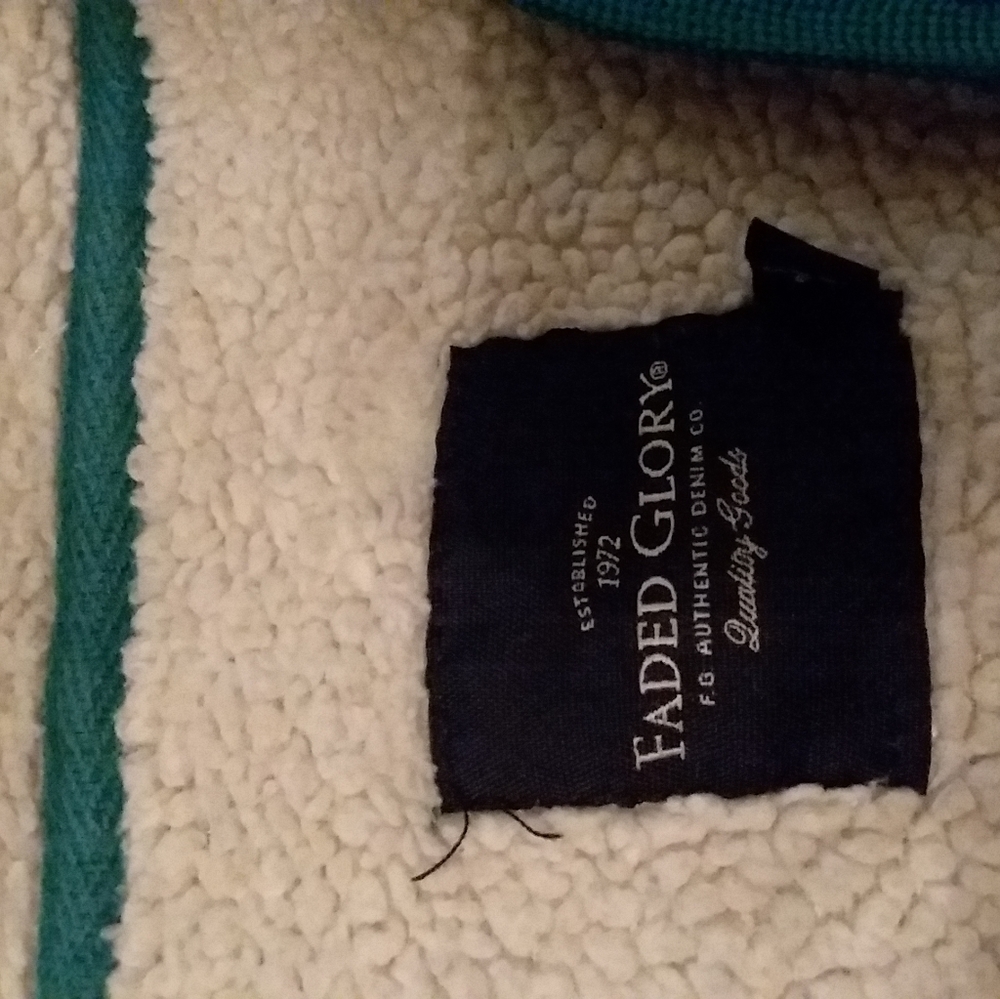 ESTABLISHED
1972
FADED GLORY®
F.G. AUTHENTIC DENIM CO.
Quality Goods